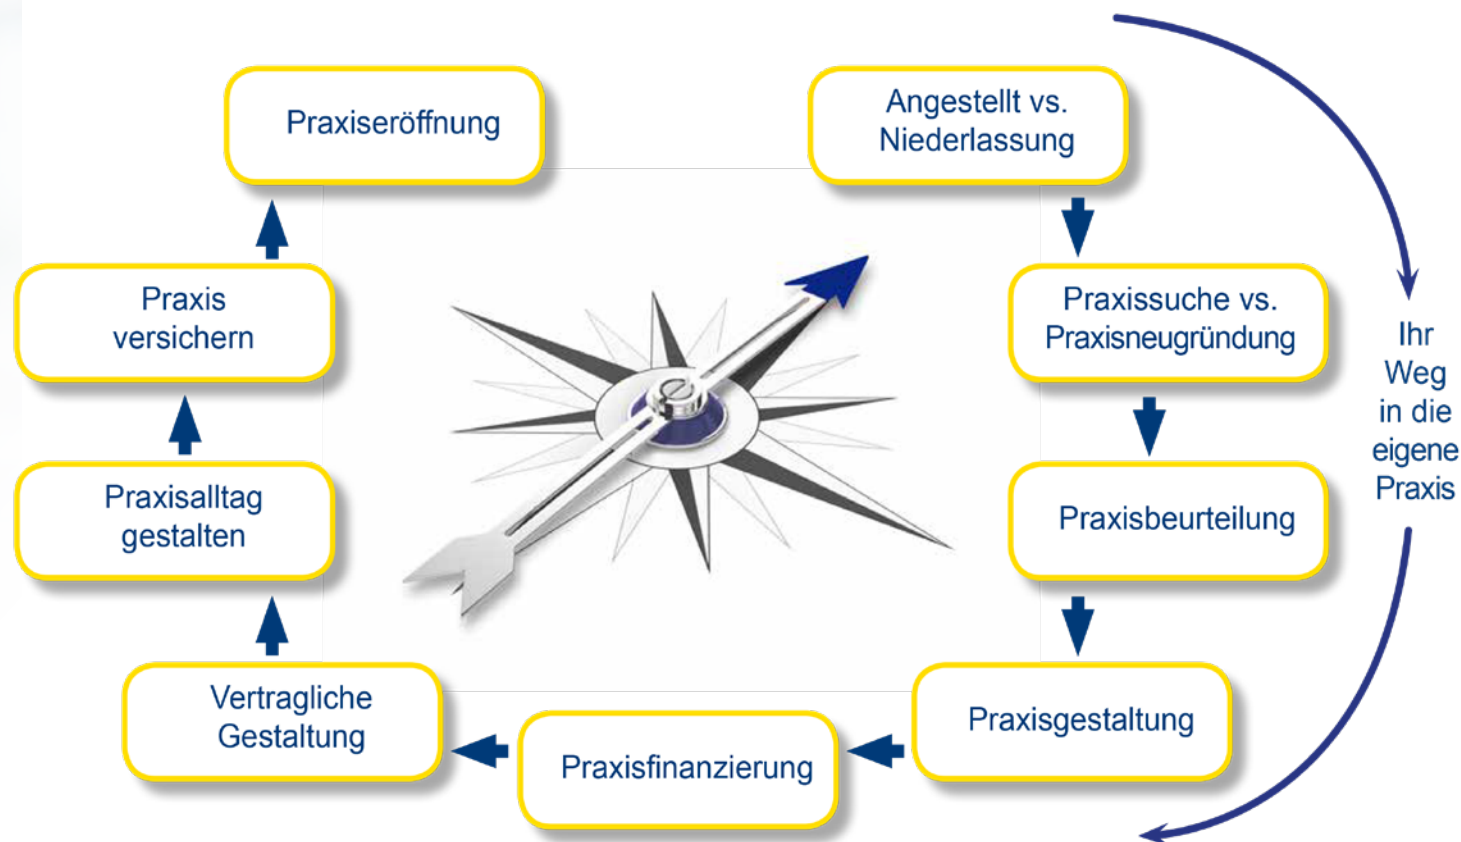 Praxiseröffnung
Angestellt vs.
Niederlassung
Praxis
versichern
Praxissuche vs.
Praxisneugründung
Ihr
Weg
in die
eigene
Praxis
Praxisalltag
gestalten
Praxisbeurteilung
Vertragliche
Gestaltung
Praxisfinanzierung
Praxisgestaltung